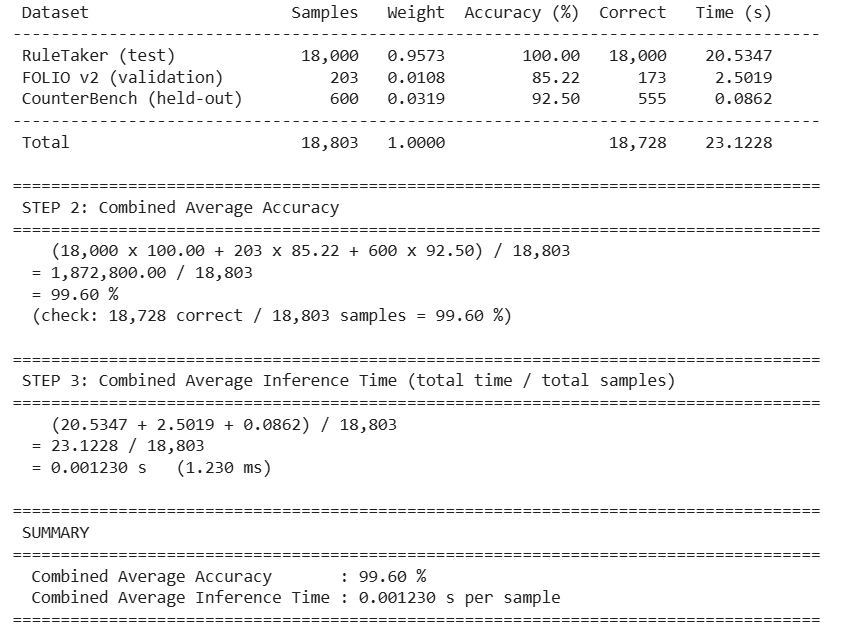 Dataset Samples Weight Accuracy (%) Correct Time (s)
--------------------------------------------------------------------------------
RuleTaker (test) 18,000 0.9573 100.00 18,000 20.5347
FOLIO v2 (validation) 203 0.0108 85.22 173 2.5019
CounterBench (held-out) 600 0.0319 92.50 555 0.0862
--------------------------------------------------------------------------------
Total 18,803 1.0000 18,728 23.1228
================================================================================
STEP 2: Combined Average Accuracy
================================================================================
(18,000 x 100.00 + 203 x 85.22 + 600 x 92.50) / 18,803
= 1,872,800.00 / 18,803
= 99.60 %
(check: 18,728 correct / 18,803 samples = 99.60 %)
================================================================================
STEP 3: Combined Average Inference Time (total time / total samples)
================================================================================
(20.5347 + 2.5019 + 0.0862) / 18,803
= 23.1228 / 18,803
= 0.001230 s (1.230 ms)
================================================================================
SUMMARY
================================================================================
Combined Average Accuracy : 99.60 %
Combined Average Inference Time : 0.001230 s per sample
================================================================================